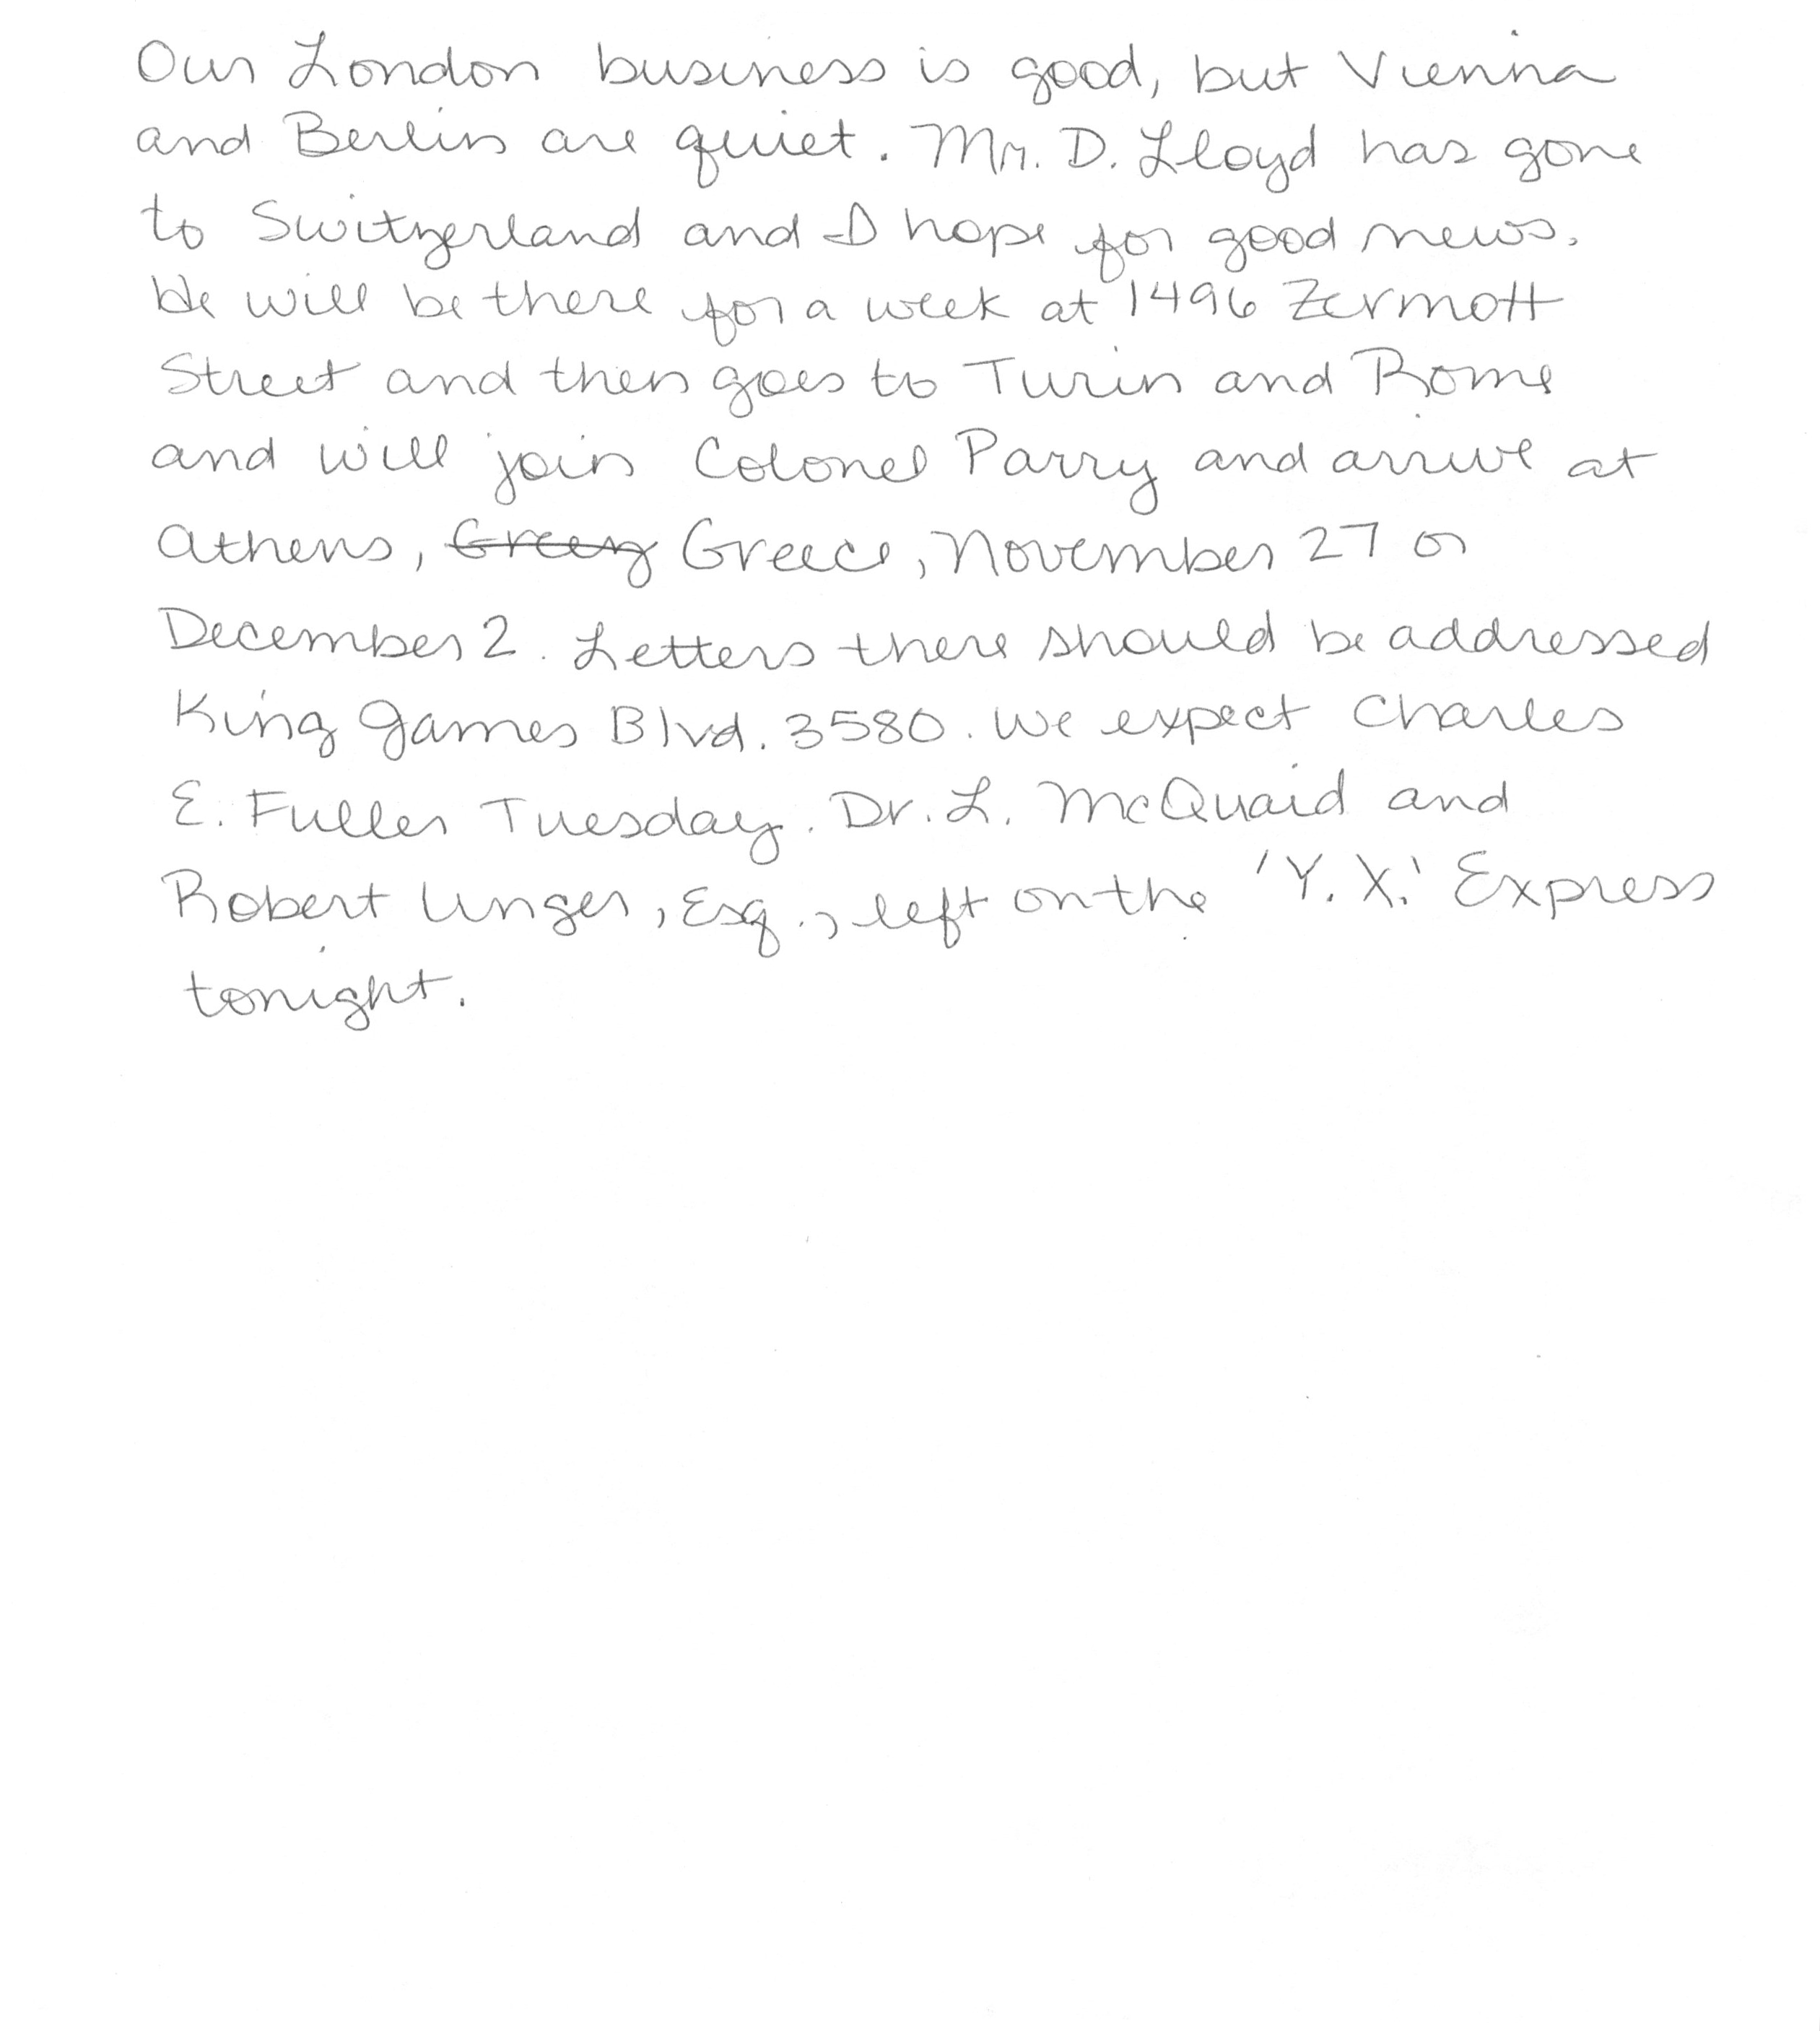 Our London business is good, but Vienna
and Berlin are quiet. Mr. D. Lloyd has gone
to Switzerland and I hope for good news.
He will be there for a week at 1496 Zermott
Street and then goes to Turin and Rome
and will join Colonel Parry and arrive at
Athens, Greece, November 27 or
December 2. Letters there should be addressed
King James Blvd. 3580. We expect Charles
E. Fuller Tuesday. Dr. L. McQuaid and
Robert Unger, Esq., left on the 'Y. X.' Express
tonight.